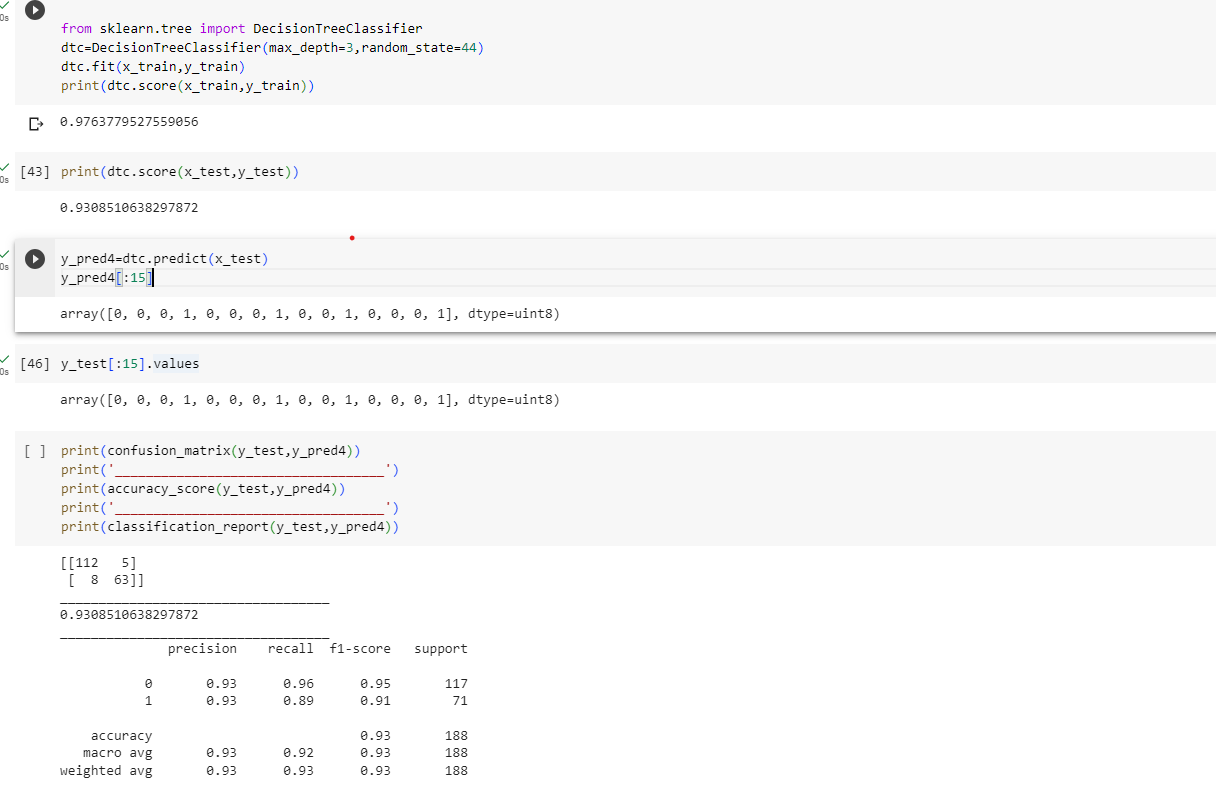 0s
from sklearn.tree import DecisionTreeClassifier
dtc=DecisionTreeClassifier(max_depth=3,random_state=44)
dtc.fit(x_train,y_train)
print(dtc.score(x_train,y_train))
0.9763779527559056
0s
[43] print(dtc.score(x_test,y_test))
0.9308510638297872
0s
y_pred4=dtc.predict(x_test)
y_pred4[:15]
array([0, 0, 0, 1, 0, 0, 0, 1, 0, 0, 1, 0, 0, 0, 1], dtype=uint8)
0s
[46] y_test[:15].values
array([0, 0, 0, 1, 0, 0, 0, 1, 0, 0, 1, 0, 0, 0, 1], dtype=uint8)
[ ] print(confusion_matrix(y_test,y_pred4))
print('___________________________________')
print(accuracy_score(y_test,y_pred4))
print('___________________________________')
print(classification_report(y_test,y_pred4))
[[112   5]
 [  8  63]]
___________________________________
0.9308510638297872
___________________________________
              precision    recall  f1-score   support
           0       0.93      0.96      0.95       117
           1       0.93      0.89      0.91        71
    accuracy                           0.93       188
   macro avg       0.93      0.92      0.93       188
weighted avg       0.93      0.93      0.93       188